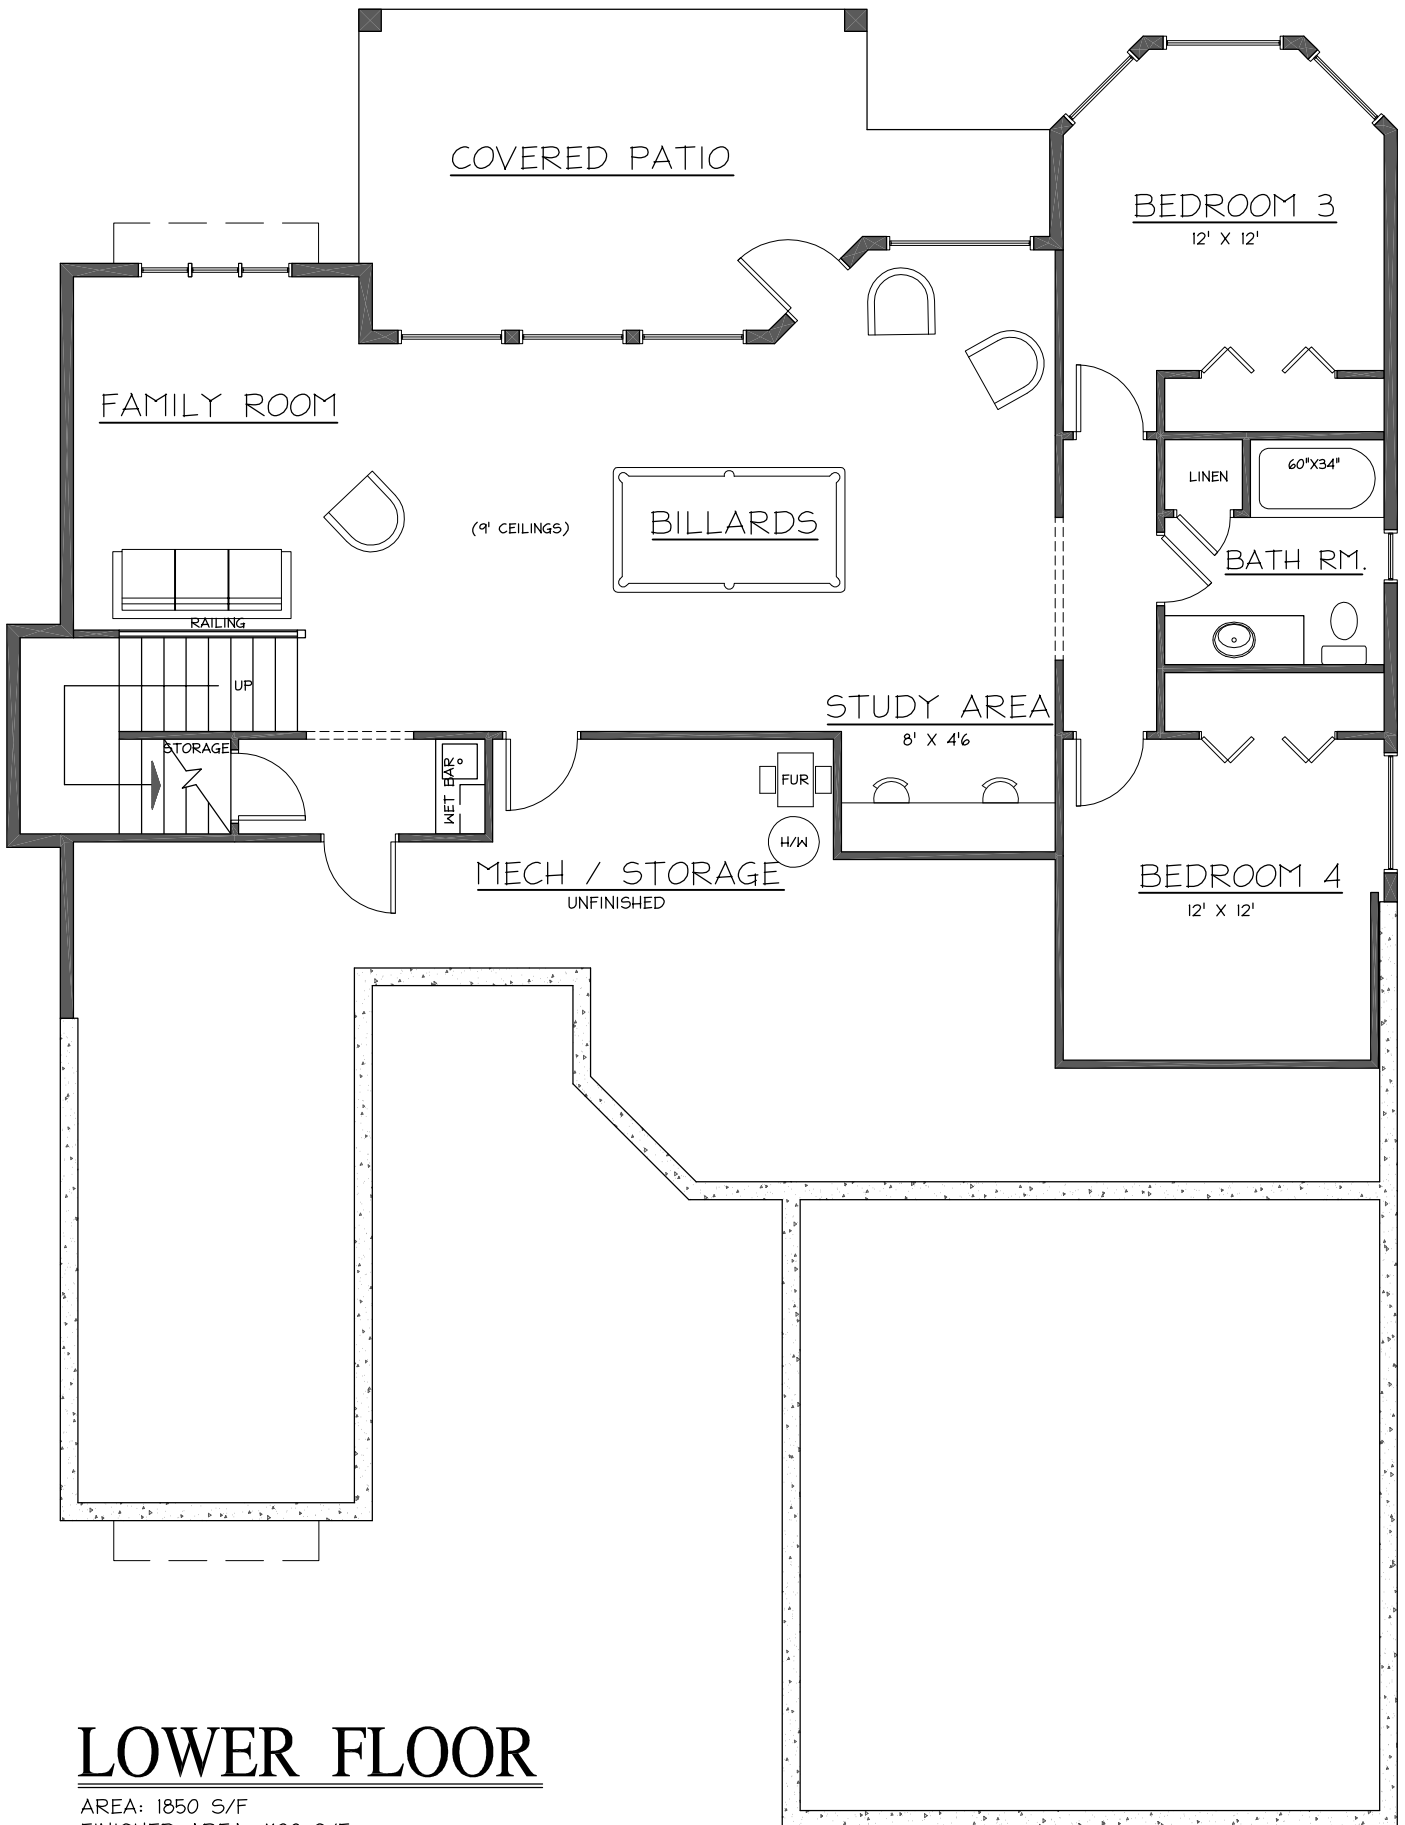 COVERED PATIO
BEDROOM 3
12' X 12'
FAMILY ROOM
60"X34"
LINEN
(9' CEILINGS)
BILLARDS
BATH RM.
RAILING
UP
STUDY AREA
8' X 4'6
STORAGE
WET BAR
FUR
H/W
MECH / STORAGE
UNFINISHED
BEDROOM 4
12' X 12'
LOWER FLOOR
AREA: 1850 S/F